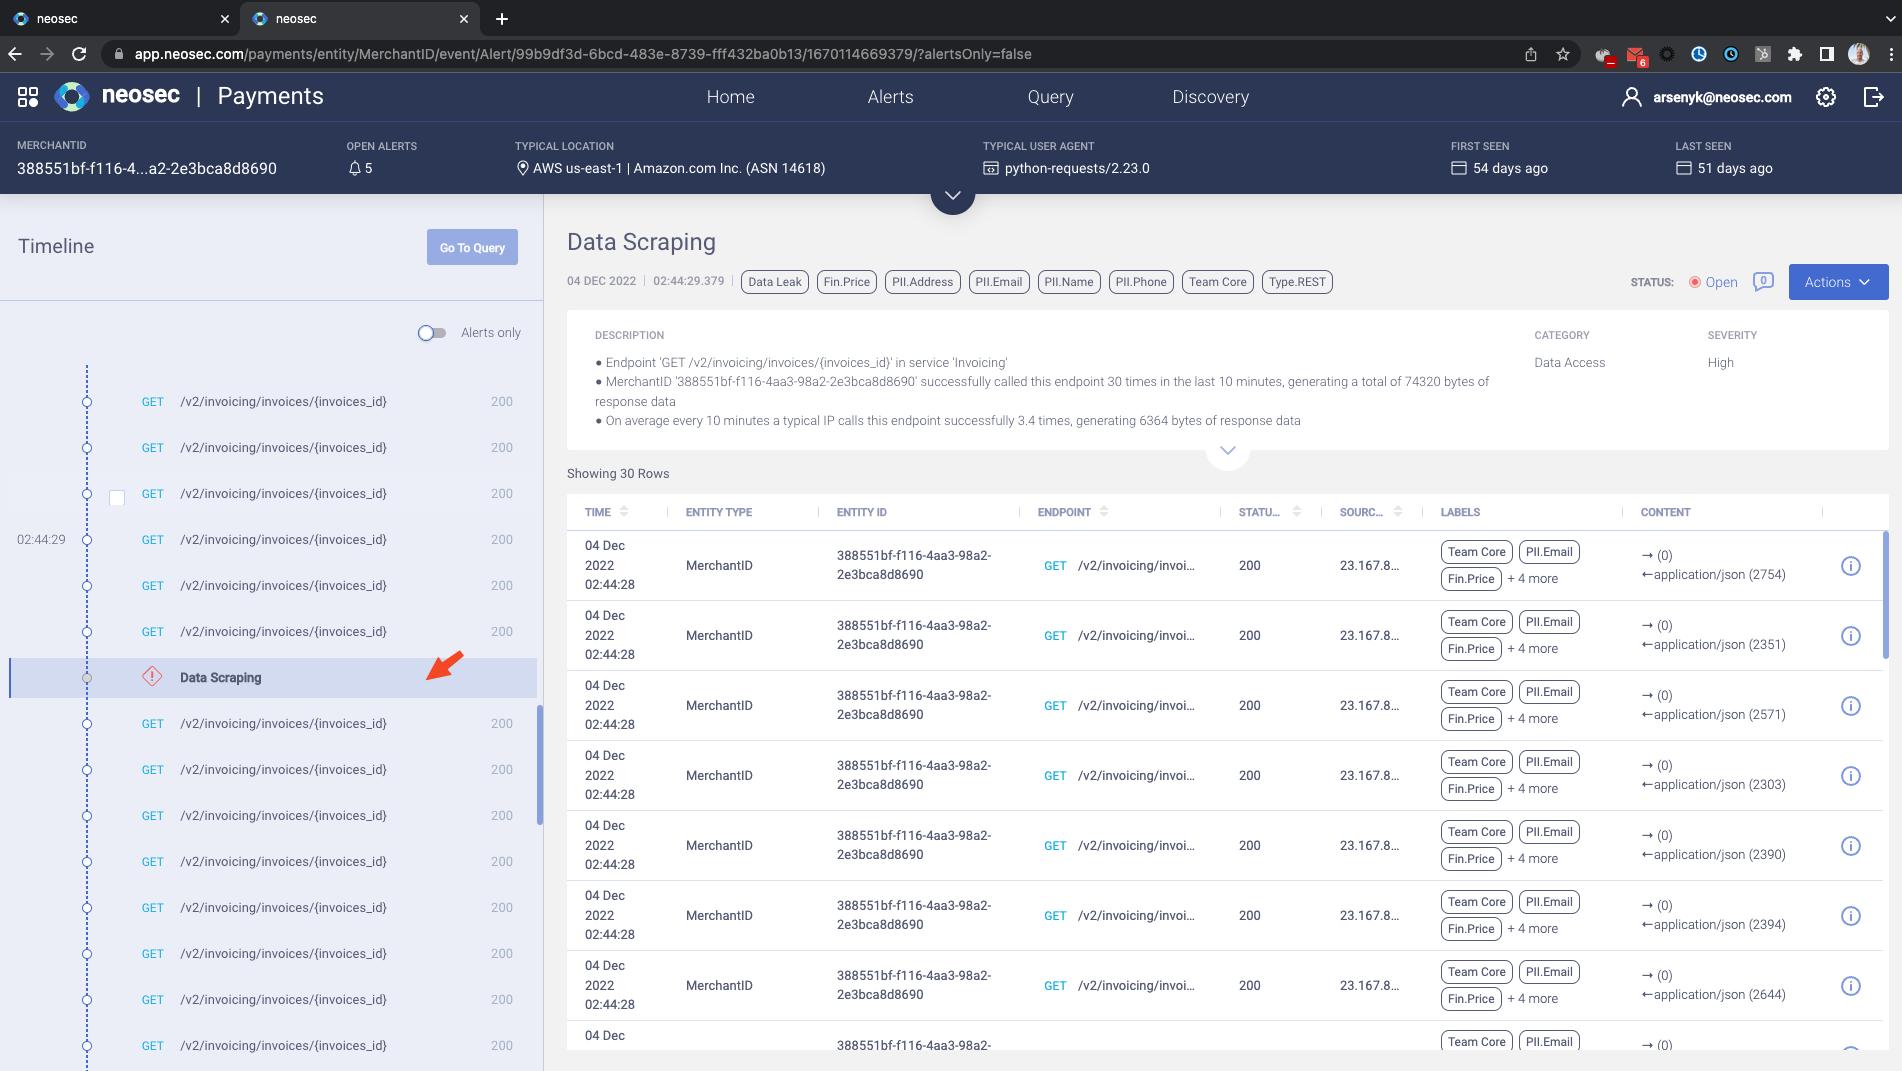 neosec
neosec
app.neosec.com/payments/entity/MerchantID/event/Alert/99b9df3d-6bcd-483e-8739-fff432ba0b13/1670114669379/?alertsOnly=false
6
neosec | Payments
Home
Alerts
Query
Discovery
arsenyk@neosec.com
MERCHANTID
388551bf-f116-4...a2-2e3bca8d8690
OPEN ALERTS
5
TYPICAL LOCATION
AWS us-east-1 | Amazon.com Inc. (ASN 14618)
TYPICAL USER AGENT
python-requests/2.23.0
FIRST SEEN
54 days ago
LAST SEEN
51 days ago
Timeline
Go To Query
Alerts only
GET /v2/invoicing/invoices/{invoices_id} 200
GET /v2/invoicing/invoices/{invoices_id} 200
GET /v2/invoicing/invoices/{invoices_id} 200
02:44:29 GET /v2/invoicing/invoices/{invoices_id} 200
GET /v2/invoicing/invoices/{invoices_id} 200
GET /v2/invoicing/invoices/{invoices_id} 200
Data Scraping
GET /v2/invoicing/invoices/{invoices_id} 200
GET /v2/invoicing/invoices/{invoices_id} 200
GET /v2/invoicing/invoices/{invoices_id} 200
GET /v2/invoicing/invoices/{invoices_id} 200
GET /v2/invoicing/invoices/{invoices_id} 200
GET /v2/invoicing/invoices/{invoices_id} 200
GET /v2/invoicing/invoices/{invoices_id} 200
GET /v2/invoicing/invoices/{invoices_id} 200
Data Scraping
04 DEC 2022 | 02:44:29.379 | Data Leak Fin.Price PII.Address PII.Email PII.Name PII.Phone Team Core Type.REST
STATUS: Open 0 Actions
DESCRIPTION
• Endpoint 'GET /v2/invoicing/invoices/{invoices_id}' in service 'Invoicing'
• MerchantID '388551bf-f116-4aa3-98a2-2e3bca8d8690' successfully called this endpoint 30 times in the last 10 minutes, generating a total of 74320 bytes of
response data
• On average every 10 minutes a typical IP calls this endpoint successfully 3.4 times, generating 6364 bytes of response data
CATEGORY
Data Access
SEVERITY
High
Showing 30 Rows
TIME ENTITY TYPE ENTITY ID ENDPOINT STATU... SOURC... LABELS CONTENT
04 Dec
2022
02:44:28
MerchantID
388551bf-f116-4aa3-98a2-
2e3bca8d8690
GET /v2/invoicing/invoi...
200
23.167.8...
Team Core PII.Email
Fin.Price + 4 more
→ (0)
←application/json (2754)
04 Dec
2022
02:44:28
MerchantID
388551bf-f116-4aa3-98a2-
2e3bca8d8690
GET /v2/invoicing/invoi...
200
23.167.8...
Team Core PII.Email
Fin.Price + 4 more
→ (0)
←application/json (2351)
04 Dec
2022
02:44:28
MerchantID
388551bf-f116-4aa3-98a2-
2e3bca8d8690
GET /v2/invoicing/invoi...
200
23.167.8...
Team Core PII.Email
Fin.Price + 4 more
→ (0)
←application/json (2571)
04 Dec
2022
02:44:28
MerchantID
388551bf-f116-4aa3-98a2-
2e3bca8d8690
GET /v2/invoicing/invoi...
200
23.167.8...
Team Core PII.Email
Fin.Price + 4 more
→ (0)
←application/json (2303)
04 Dec
2022
02:44:28
MerchantID
388551bf-f116-4aa3-98a2-
2e3bca8d8690
GET /v2/invoicing/invoi...
200
23.167.8...
Team Core PII.Email
Fin.Price + 4 more
→ (0)
←application/json (2390)
04 Dec
2022
02:44:28
MerchantID
388551bf-f116-4aa3-98a2-
2e3bca8d8690
GET /v2/invoicing/invoi...
200
23.167.8...
Team Core PII.Email
Fin.Price + 4 more
→ (0)
←application/json (2394)
04 Dec
2022
02:44:28
MerchantID
388551bf-f116-4aa3-98a2-
2e3bca8d8690
GET /v2/invoicing/invoi...
200
23.167.8...
Team Core PII.Email
Fin.Price + 4 more
→ (0)
←application/json (2644)
04 Dec
388551bf-f116-4aa3-98a2-
Team Core PII.Email
→ (0)